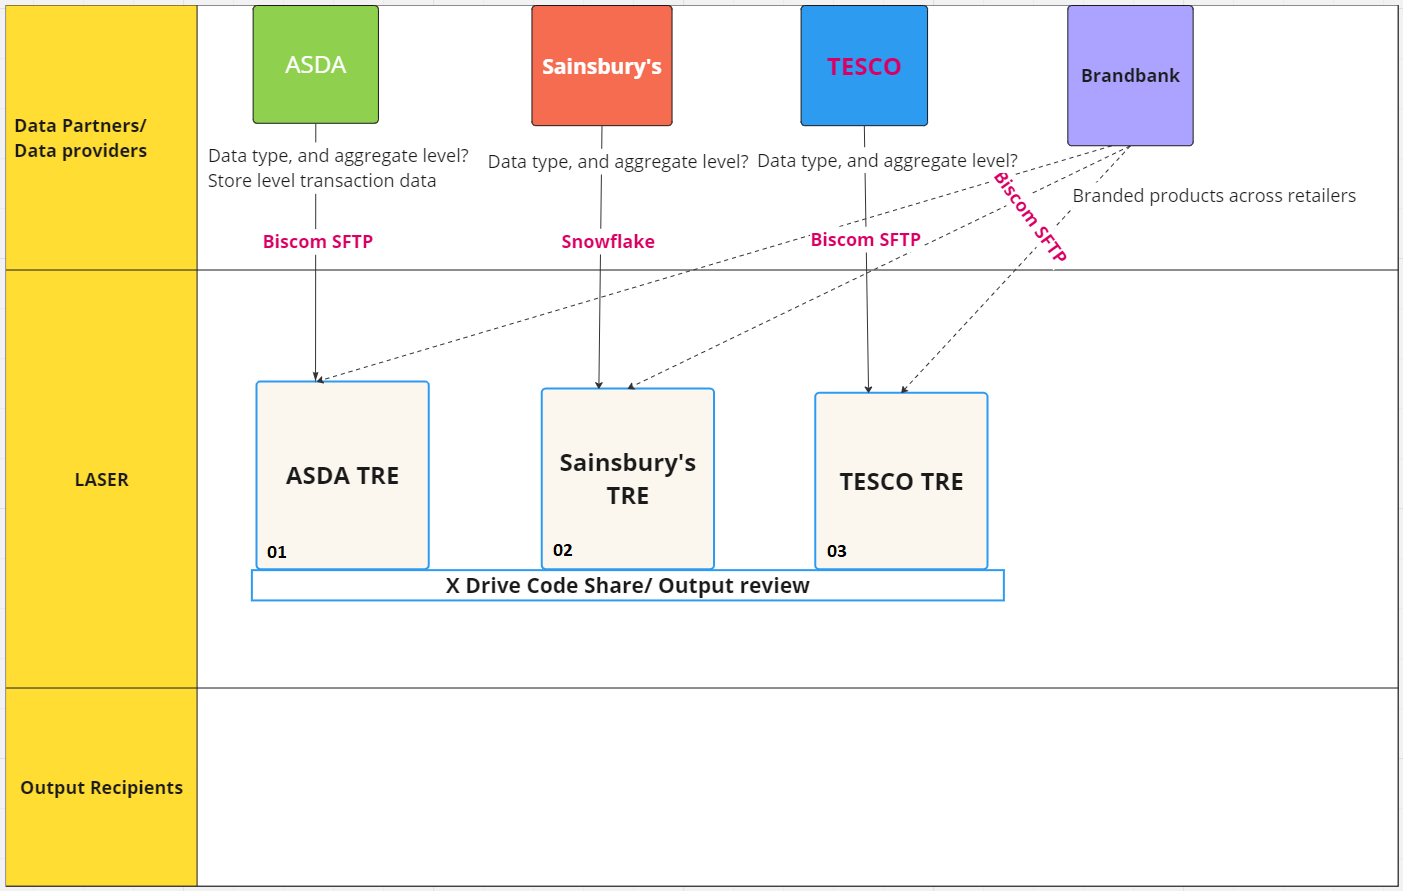 ASDA
Sainsbury's
TESCO
Brandbank
Data Partners/
Data providers
Data type, and aggregate level?
Store level transaction data
Data type, and aggregate level?
Data type, and aggregate level?
Branded products across retailers
Biscom SFTP
Snowflake
Biscom SFTP
Biscom SFTP
LASER
ASDA TRE
01
Sainsbury's
TRE
02
TESCO TRE
03
X Drive Code Share/ Output review
Output Recipients